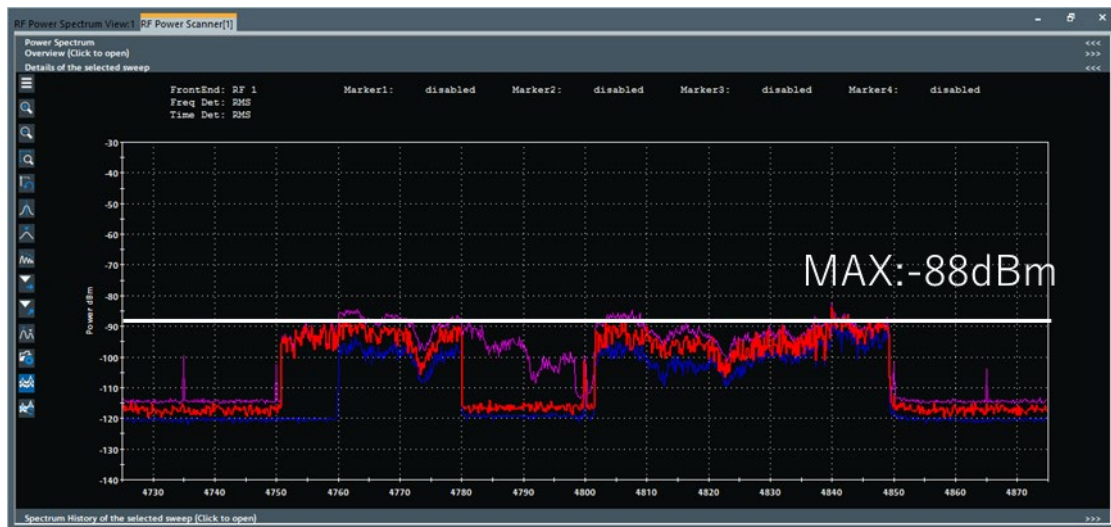 RF Power Spectrum View:1 RF Power Scanner[1]
Power Spectrum <<<
Overview (Click to open) >>>
Details of the selected sweep <<<
FrontEnd: RF 1 Marker1: disabled Marker2: disabled Marker3: disabled Marker4: disabled
Freq Det: RMS
Time Det: RMS
-30
-40
-50
-60
-70
MAX:-88dBm
-80
Power dBm
-90
-100
-110
-120
-130
-140
4730 4740 4750 4760 4770 4780 4790 4800 4810 4820 4830 4840 4850 4860 4870
Spectrum History of the selected sweep (Click to open) >>>